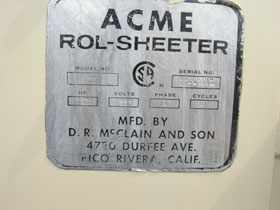 ACME
ROL-SHEETER
MODEL NO. SERIAL NO.
HP VOLTS PHASE CYCLES
MFD. BY
D. R. McCLAIN AND SON
4730 DURFEE AVE.
PICO RIVERA, CALIF.